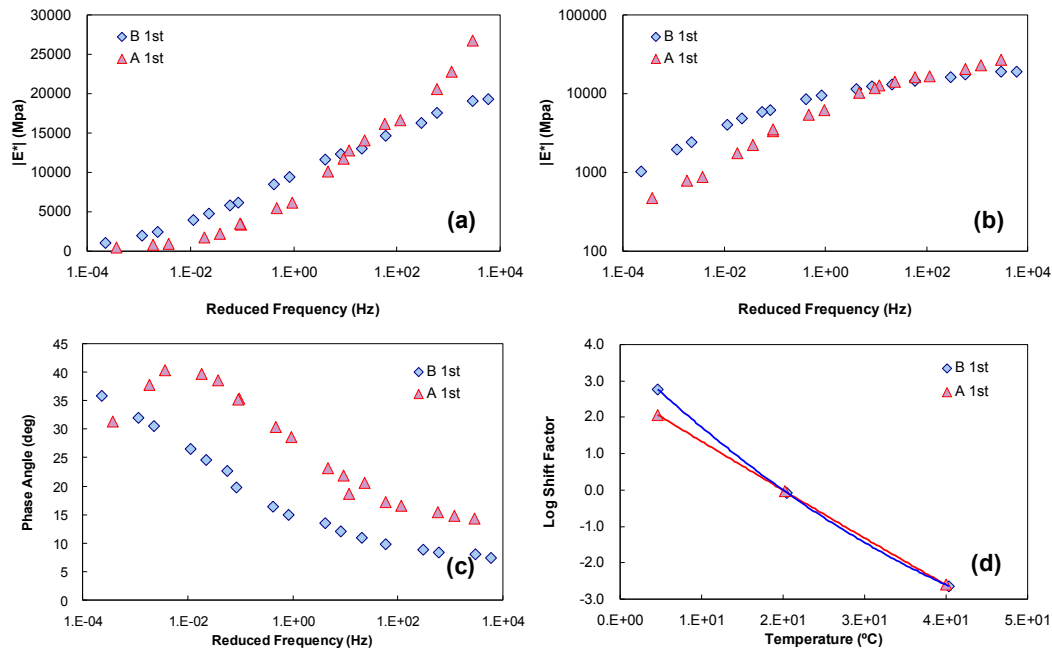 30000
25000
20000
15000
10000
5000
0
1.E-04
1.E-02
1.E+00
1.E+02
1.E+04
|E*| (Mpa)
Reduced Frequency (Hz)
B 1st
A 1st
(a)
100000
10000
1000
100
1.E-04
1.E-02
1.E+00
1.E+02
1.E+04
|E*| (Mpa)
Reduced Frequency (Hz)
B 1st
A 1st
(b)
45
40
35
30
25
20
15
10
5
0
1.E-04
1.E-02
1.E+00
1.E+02
1.E+04
Phase Angle (deg)
Reduced Frequency (Hz)
B 1st
A 1st
(c)
4.0
3.0
2.0
1.0
0.0
-1.0
-2.0
-3.0
0.E+00
1.E+01
2.E+01
3.E+01
4.E+01
5.E+01
Log Shift Factor
Temperature (ºC)
B 1st
A 1st
(d)